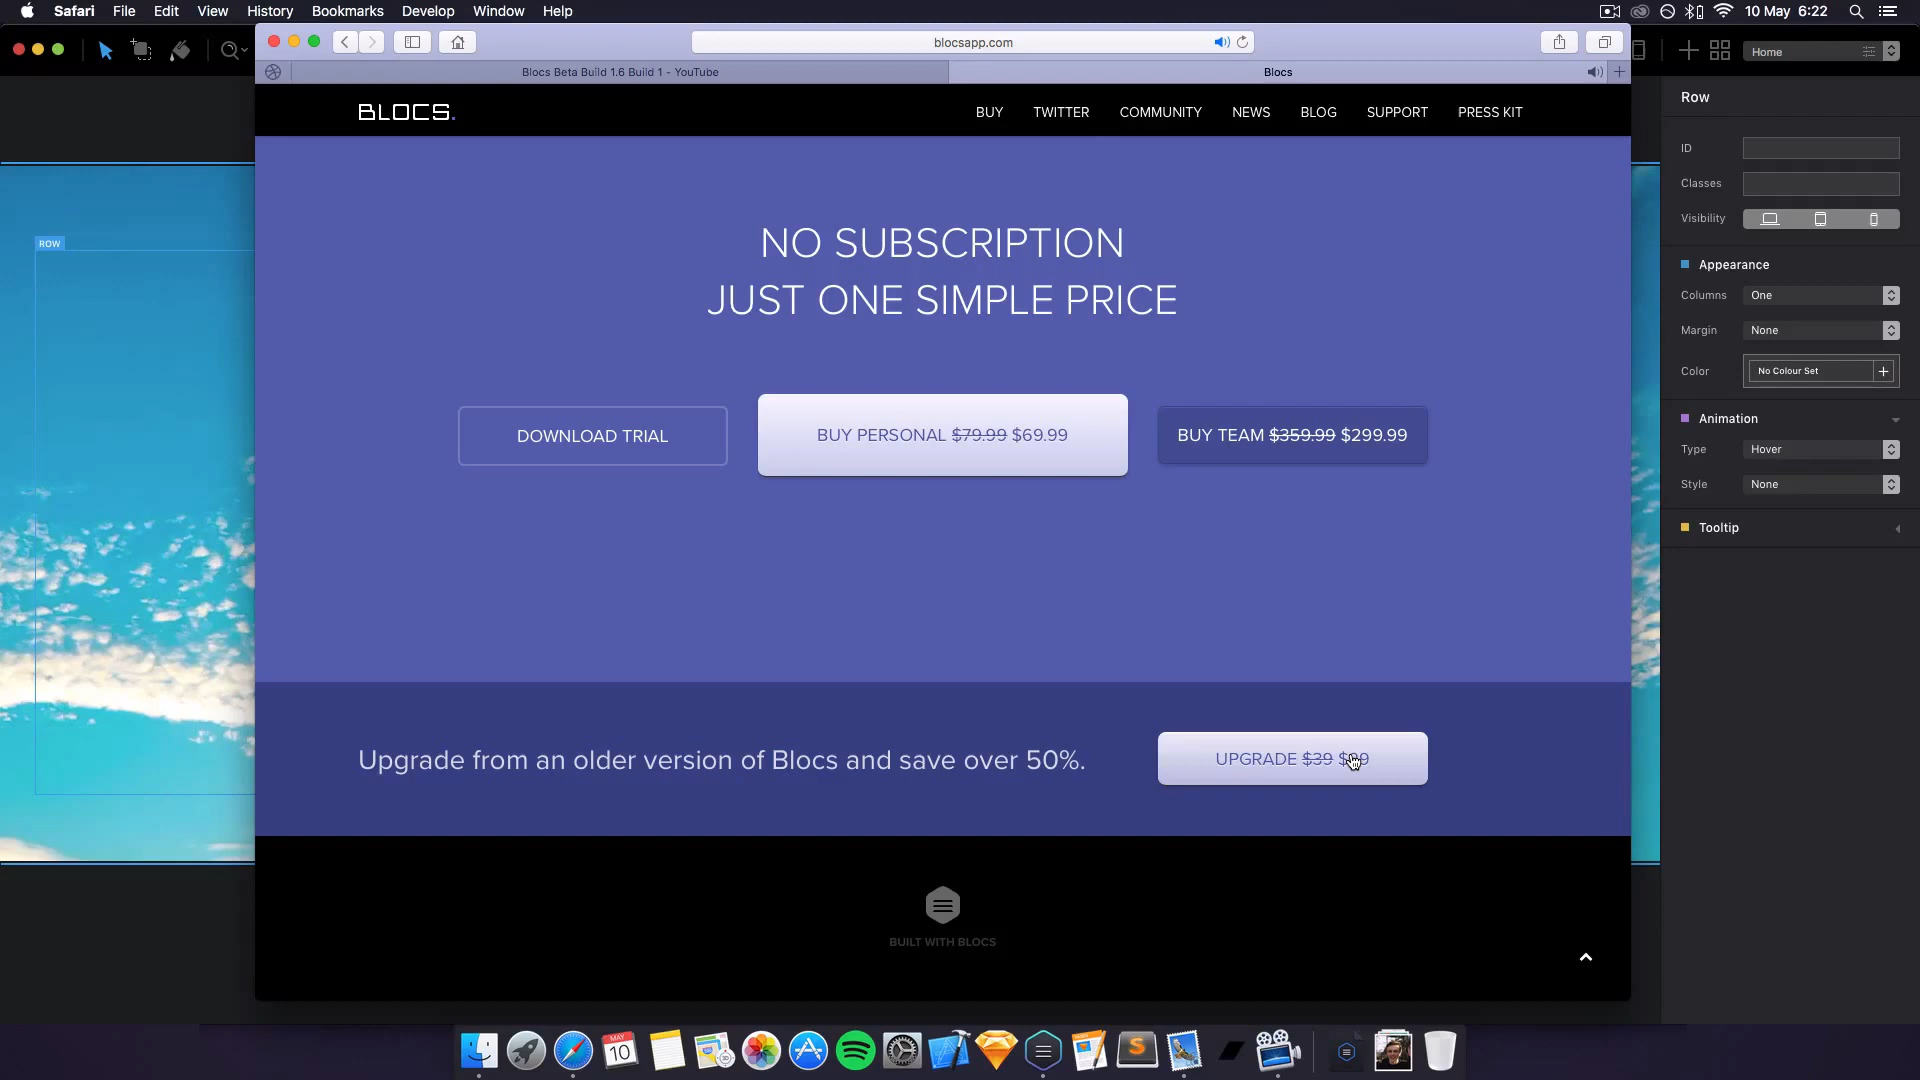 Safari File Edit View History Bookmarks Develop Window Help
10 May 6:22
blocsapp.com
Home
Blocs Beta Build 1.6 Build 1 - YouTube
Blocs
BLOCS.
BUY TWITTER COMMUNITY NEWS BLOG SUPPORT PRESS KIT
Row
ID
Classes
Visibility
ROW
NO SUBSCRIPTION
JUST ONE SIMPLE PRICE
Appearance
Columns One
Margin None
Color No Colour Set
Animation
Type Hover
Style None
Tooltip
DOWNLOAD TRIAL
BUY PERSONAL $79.99 $69.99
BUY TEAM $359.99 $299.99
Upgrade from an older version of Blocs and save over 50%.
UPGRADE $39
BUILT WITH BLOCS
MAY
10